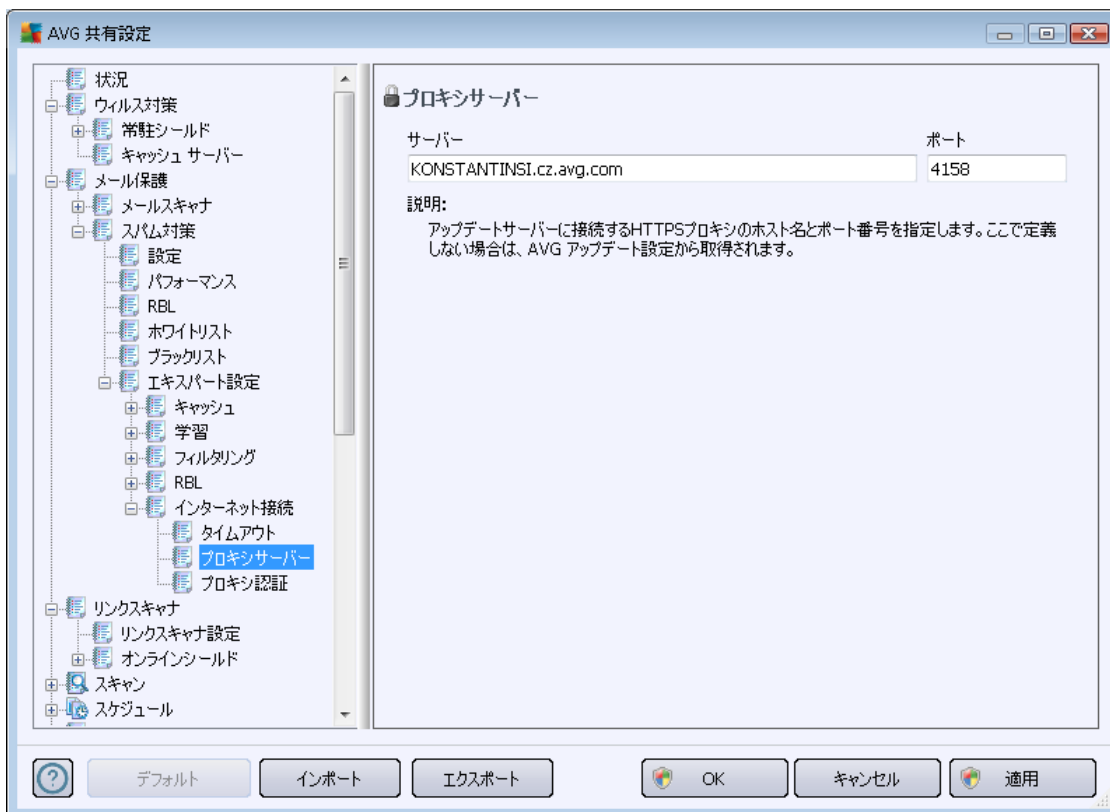 AVG 共有設定
状況
ウィルス対策
常駐シールド
キャッシュ サーバー
メール保護
メールスキャナ
スパム対策
設定
パフォーマンス
RBL
ホワイトリスト
ブラックリスト
エキスパート設定
キャッシュ
学習
フィルタリング
RBL
インターネット接続
タイムアウト
プロキシサーバー
プロキシ認証
リンクスキャナ
リンクスキャナ設定
オンラインシールド
スキャン
スケジュール
プロキシサーバー
サーバー
ポート
KONSTANTINSI.cz.avg.com
4158
説明:
アップデートサーバーに接続するHTTPSプロキシのホスト名とポート番号を指定します。ここで定義
しない場合は、AVG アップデート設定から取得されます。
デフォルト
インポート
エクスポート
OK
キャンセル
適用